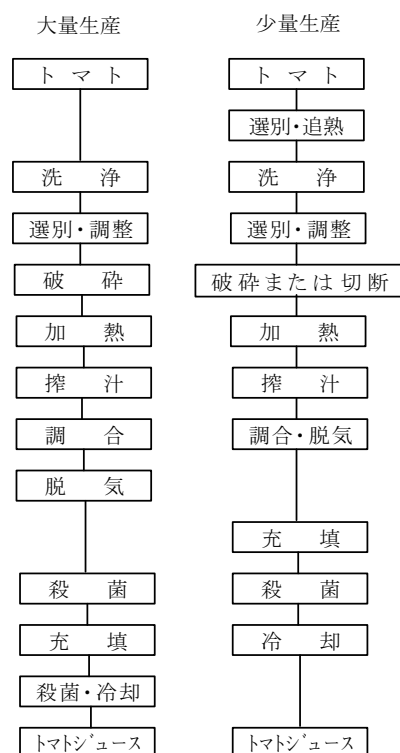 大量生産
トマト
洗浄
選別・調整
破砕
加熱
搾汁
調合
脱気
殺菌
充填
殺菌・冷却
トマトジュース
少量生産
トマト
選別・追熟
洗浄
選別・調整
破砕または切断
加熱
搾汁
調合・脱気
充填
殺菌
冷却
トマトジュース